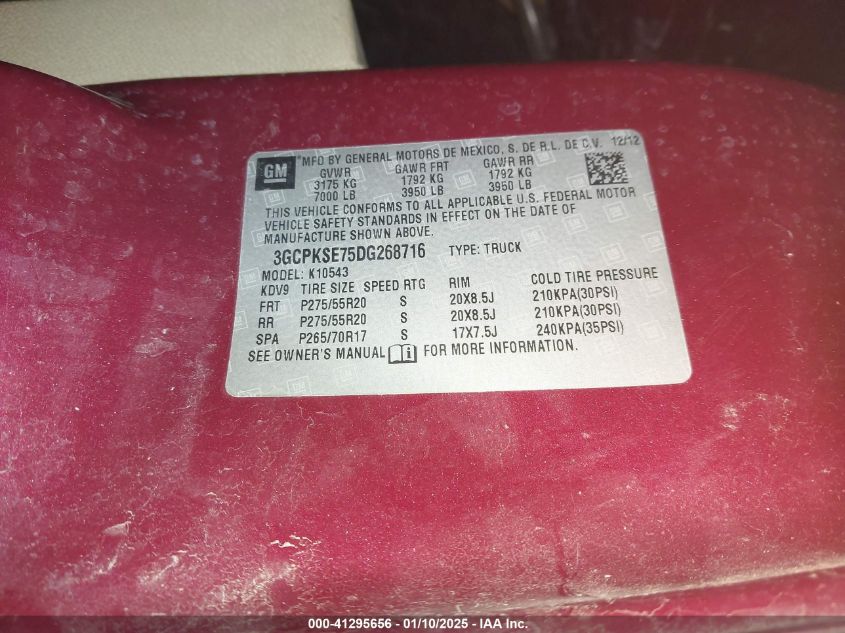 GM
MFD BY GENERAL MOTORS DE MEXICO, S. DE R.L. DE C.V. 12/12
GVWR GAWR FRT GAWR RR
3175 KG 1792 KG 1792 KG
7000 LB 3950 LB 3950 LB
THIS VEHICLE CONFORMS TO ALL APPLICABLE U.S. FEDERAL MOTOR
VEHICLE SAFETY STANDARDS IN EFFECT ON THE DATE OF
MANUFACTURE SHOWN ABOVE.
3GCPKSE75DG268716 TYPE: TRUCK
MODEL: K10543
KDV9 TIRE SIZE SPEED RTG RIM COLD TIRE PRESSURE
FRT P275/55R20 S 20X8.5J 210KPA(30PSI)
RR P275/55R20 S 20X8.5J 210KPA(30PSI)
SPA P265/70R17 S 17X7.5J 240KPA(35PSI)
SEE OWNER'S MANUAL i FOR MORE INFORMATION.
000-41295656 - 01/10/2025 - IAA Inc.